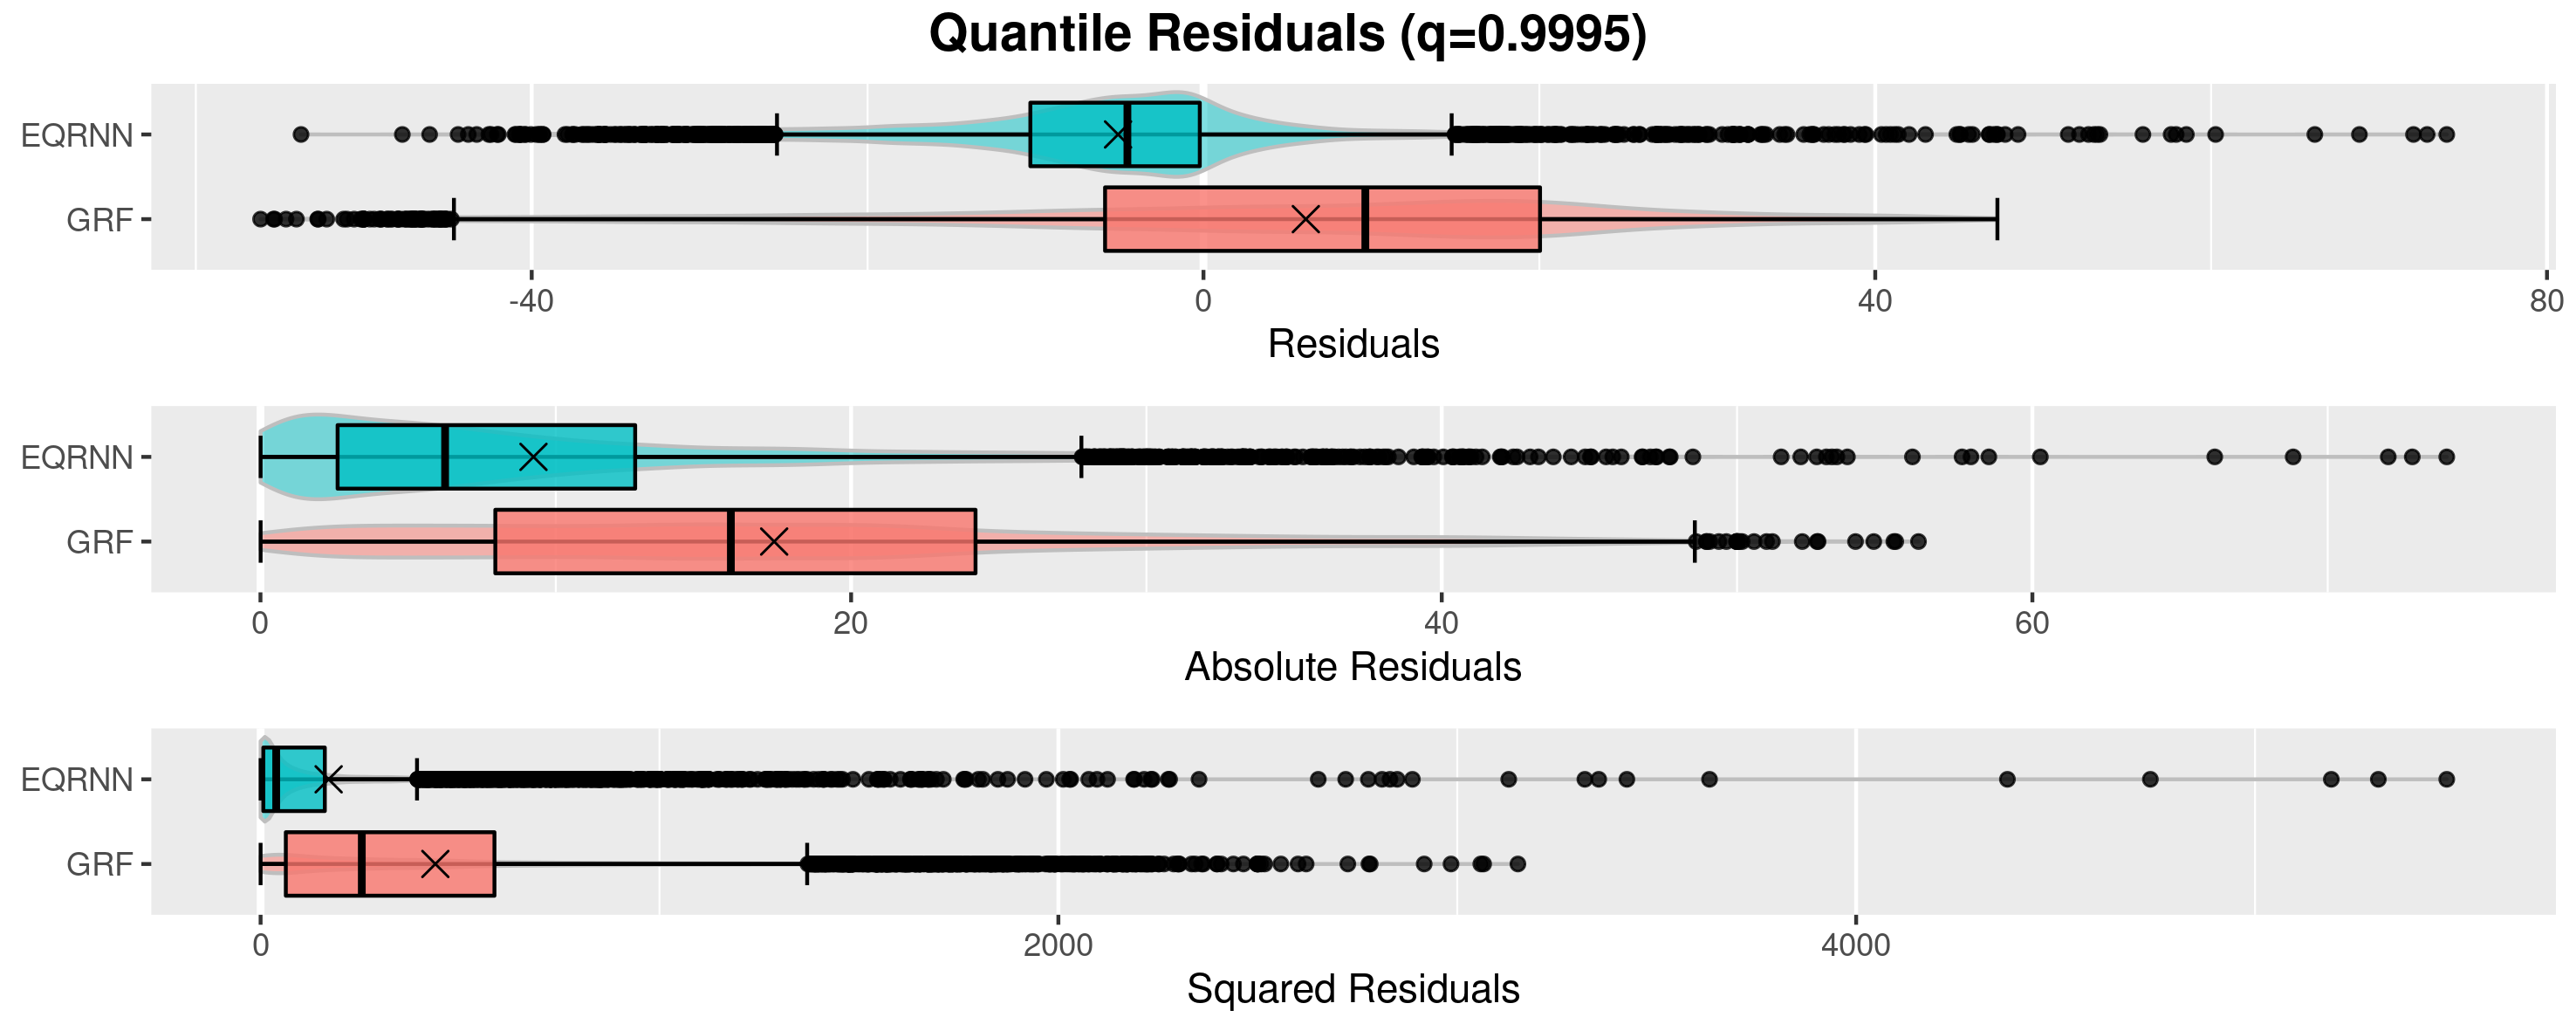 Quantile Residuals (q=0.9995)
EQRNN
GRF
-40 0 40 80
Residuals
EQRNN
GRF
0 20 40 60
Absolute Residuals
EQRNN
GRF
0 2000 4000
Squared Residuals